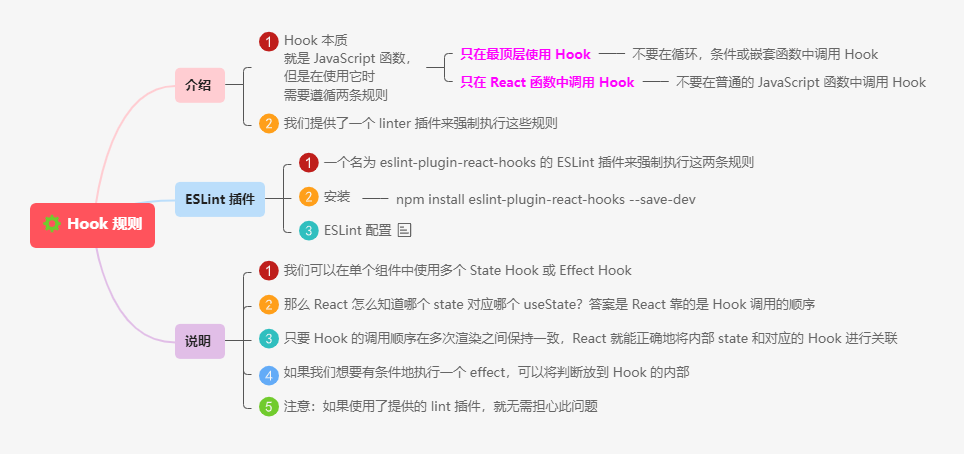 Hook 规则
介绍
1
Hook 本质
就是 JavaScript 函数，
但是在使用它时
需要遵循两条规则
只在最顶层使用 Hook
不要在循环，条件或嵌套函数中调用 Hook
只在 React 函数中调用 Hook
不要在普通的 JavaScript 函数中调用 Hook
2
我们提供了一个 linter 插件来强制执行这些规则
ESLint 插件
1
一个名为 eslint-plugin-react-hooks 的 ESLint 插件来强制执行这两条规则
2
安装
npm install eslint-plugin-react-hooks --save-dev
3
ESLint 配置
说明
1
我们可以在单个组件中使用多个 State Hook 或 Effect Hook
2
那么 React 怎么知道哪个 state 对应哪个 useState？答案是 React 靠的是 Hook 调用的顺序
3
只要 Hook 的调用顺序在多次渲染之间保持一致，React 就能正确地将内部 state 和对应的 Hook 进行关联
4
如果我们想要有条件地执行一个 effect，可以将判断放到 Hook 的内部
5
注意：如果使用了提供的 lint 插件，就无需担心此问题